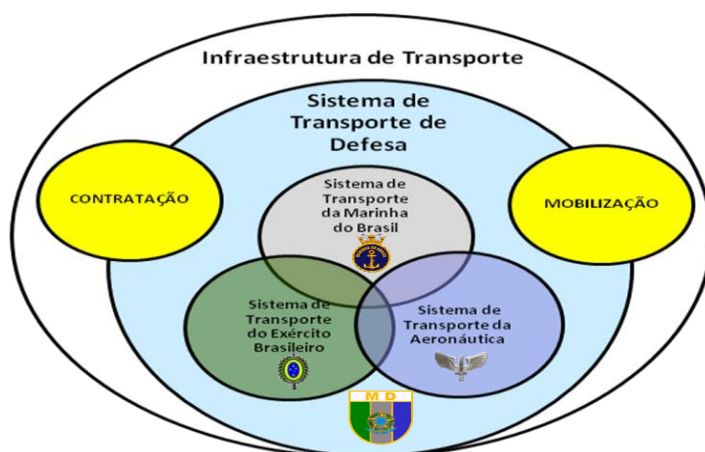 Infraestrutura de Transporte
Sistema de
Transporte de
Defesa
CONTRATAÇÃO
MOBILIZAÇÃO
Sistema de
Transporte
da Marinha
do Brasil
Sistema de
Transporte
do Exército
Brasileiro
Sistema de
Transporte da
Aeronáutica
M D